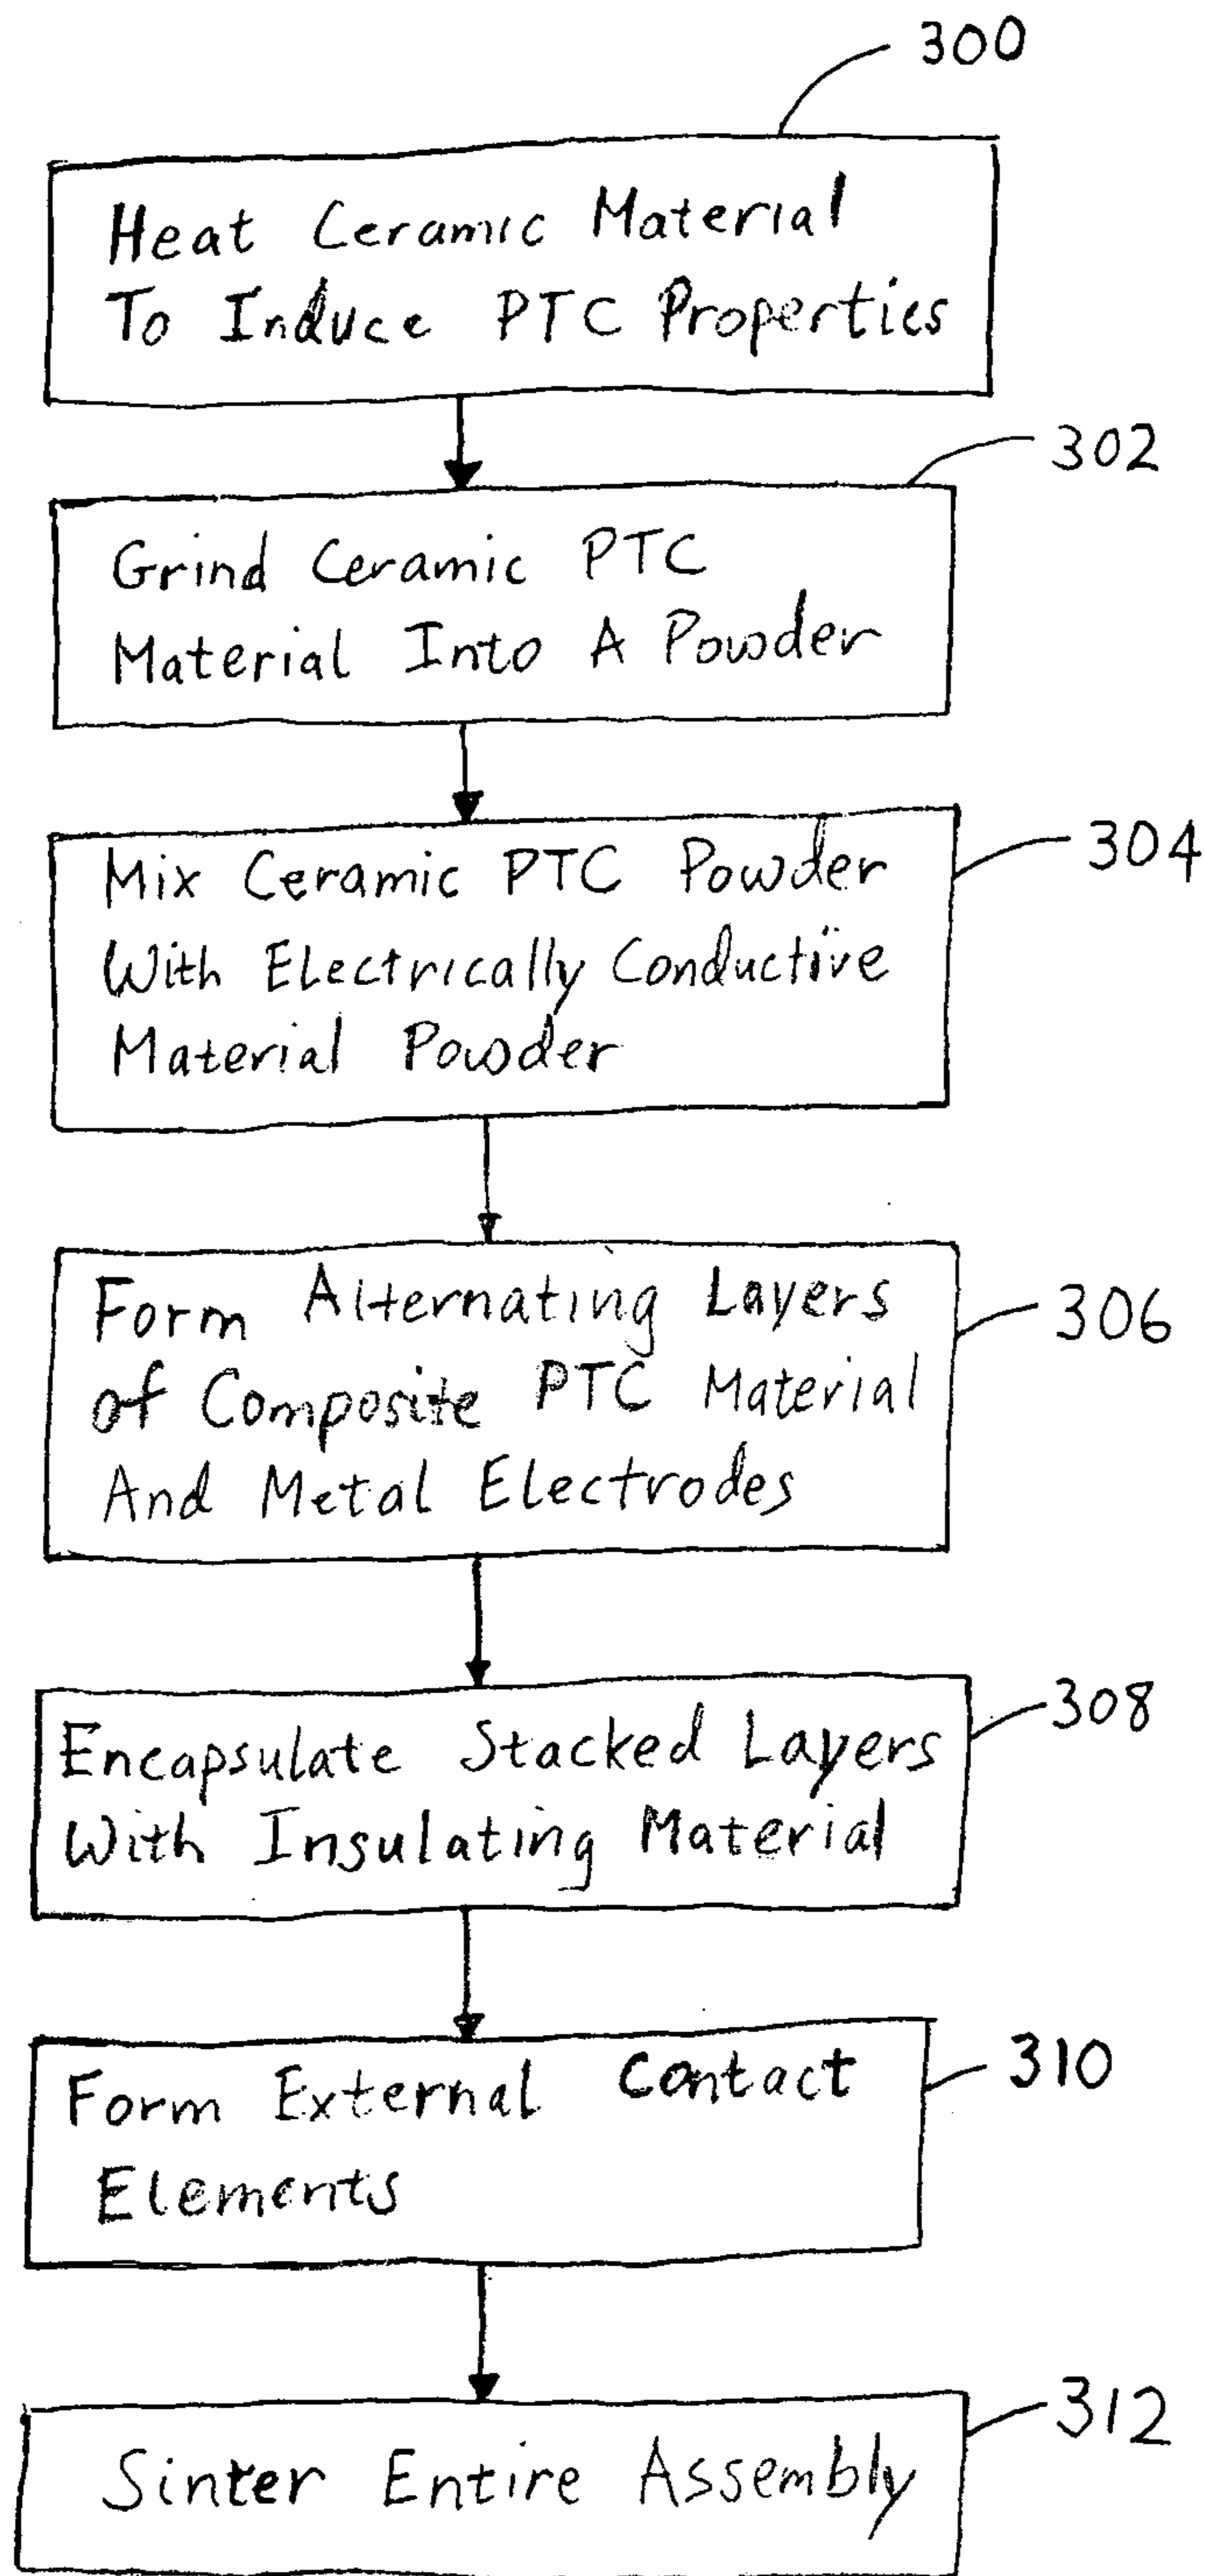 300
Heat Ceramic Material
To Induce PTC Properties
302
Grind Ceramic PTC
Material Into A Powder
304
Mix Ceramic PTC Powder
With Electrically Conductive
Material Powder
306
Form Alternating Layers
of Composite PTC Material
And Metal Electrodes
308
Encapsulate Stacked Layers
With Insulating Material
310
Form External Contact
Elements
312
Sinter Entire Assembly